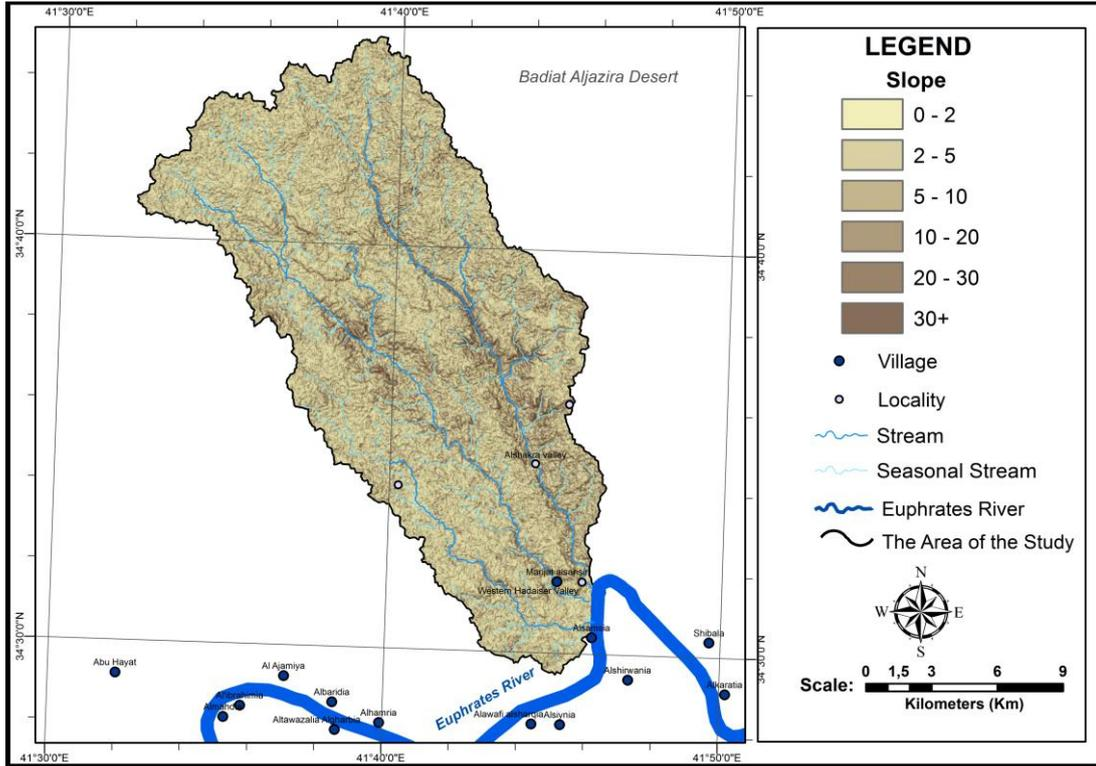 41°30'0"E
41°40'0"E
41°50'0"E
Badiat Aljazira Desert
34°40'0"N
34°40'0"N
Alshakra valley
Western Hadaiser Valley
34°30'0"N
34°30'0"N
Alsamsia
Shibala
Abu Hayat
Al Ajamiya
Alshirwania
Albaridia
Alkaratia
Euphrates River
Altawazalia Algharbia
Alhamria
Alawafi alsharqia
Alsiynia
41°30'0"E
41°40'0"E
41°50'0"E
LEGEND
Slope
0 - 2
2 - 5
5 - 10
10 - 20
20 - 30
30+
Village
Locality
Stream
Seasonal Stream
Euphrates River
The Area of the Study
N
W E
S
Scale: 0 1,5 3 6 9
Kilometers (Km)